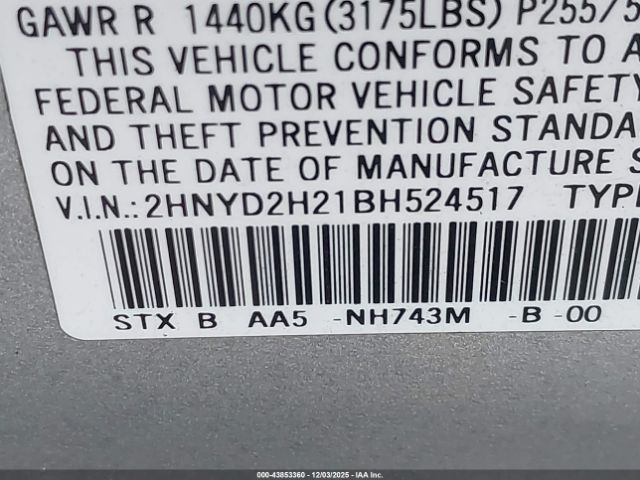 GAWR R 1440KG (3175LBS) P255/5
THIS VEHICLE CONFORMS TO A
FEDERAL MOTOR VEHICLE SAFETY
AND THEFT PREVENTION STANDA
ON THE DATE OF MANUFACTURE S
V.I.N.: 2HNYD2H21BH524517 TYP
STX B AA5 -NH743M -B -00
000-43853360 - 12/03/2025 - IAA Inc.